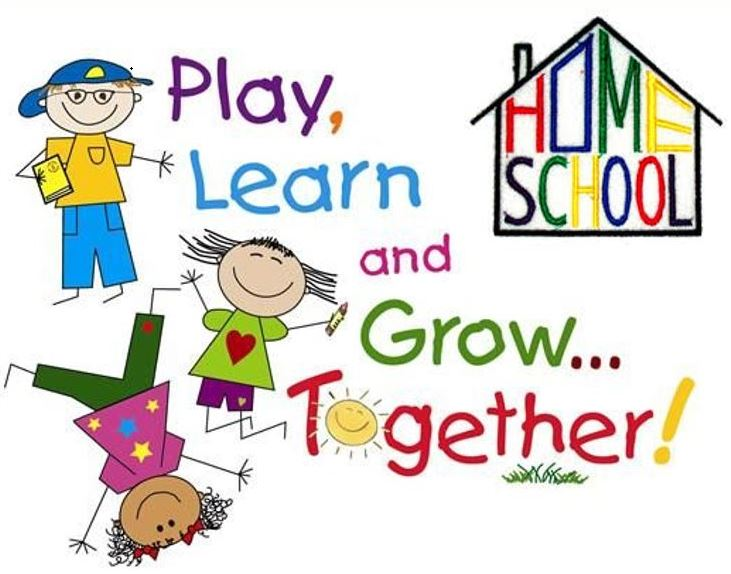 Play,
Learn
and
Grow...
Together!
HOME
SCHOOL